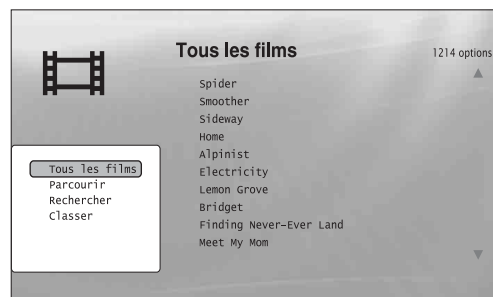 Tous les films
1214 options
Spider
Smoother
Sideway
Home
Alpinist
Electricity
Lemon Grove
Bridget
Finding Never-Ever Land
Meet My Mom
Tous les films
Parcourir
Rechercher
Classer